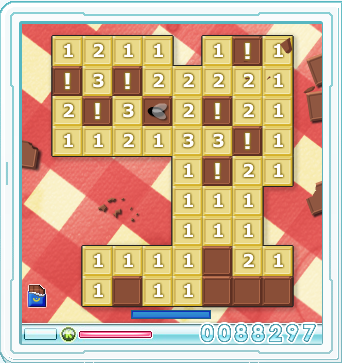 1 2 1 1 1 ! 1
! 3 ! 2 2 2 2 1
2 ! 3 2 ! 2 1
1 1 2 1 3 3 ! 1
1 ! 2 1
1 1 1
1 1 1
1 1 1 1 2 1
1 1 1
0088297